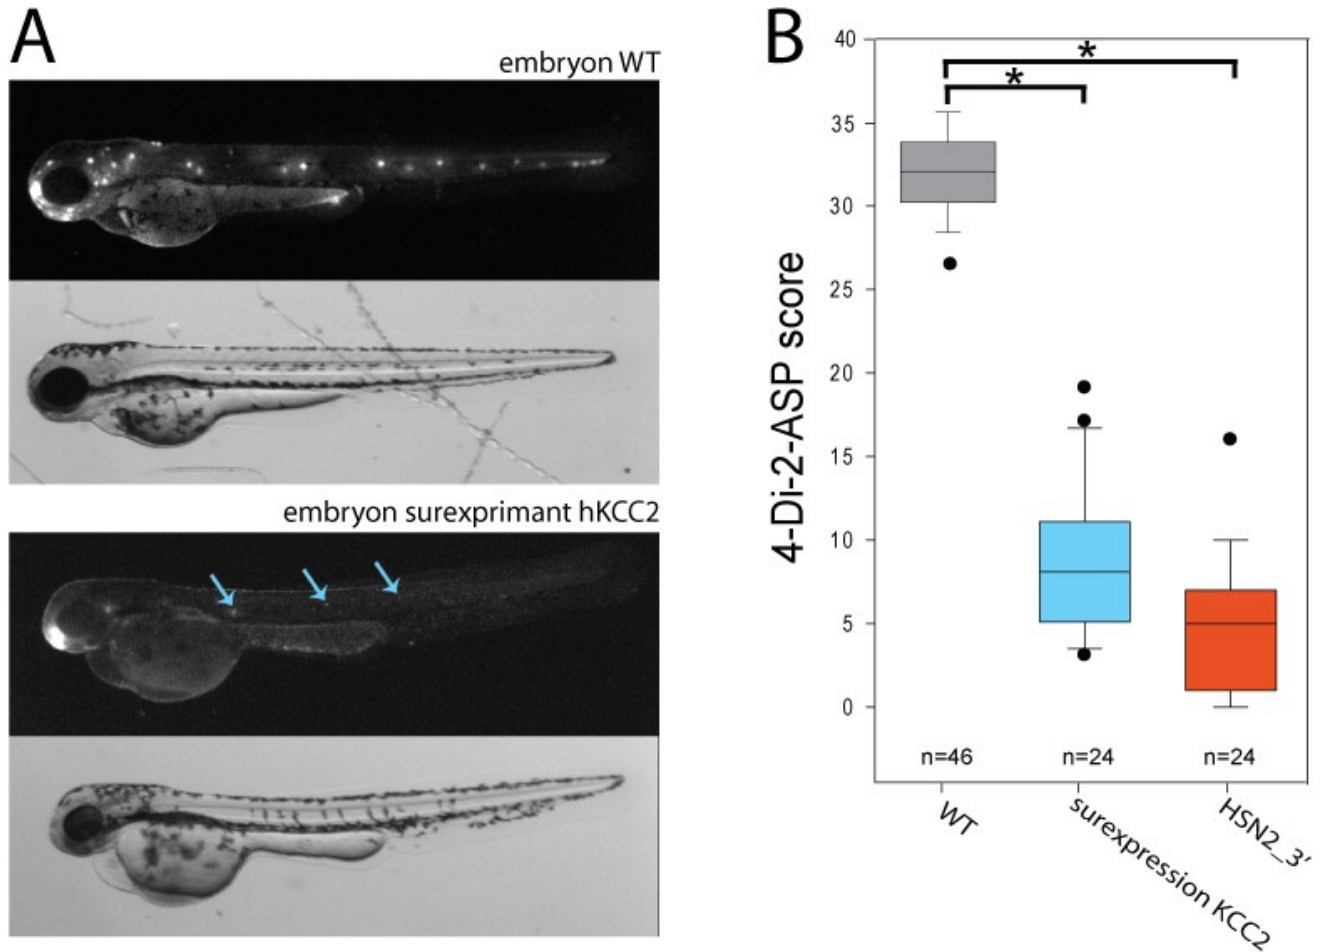 A
embryon WT
embryon surexprimant hKCC2
B
4-Di-2-ASP score
40
35
30
25
20
15
10
5
0
*
*
n=46
n=24
n=24
WT
surexpression KCC2
HSN2_3′